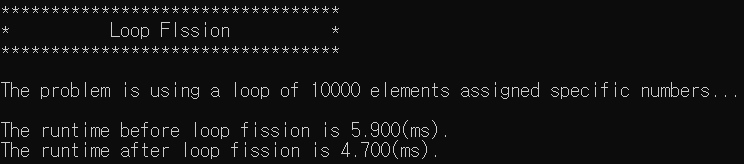 **********************************
* Loop FIssion *
**********************************
The problem is using a loop of 10000 elements assigned specific numbers...
The runtime before loop fission is 5.900(ms).
The runtime after loop fission is 4.700(ms).